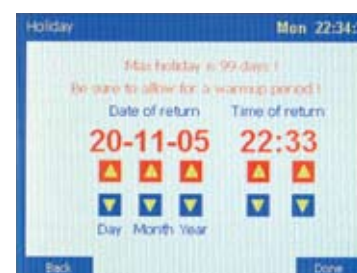 Holiday Mon 22:34:
Max holiday is 99 days !
Be sure to allow for a warmup period !
Date of return Time of return
20-11-05 22:33
Day Month Year
Back Done